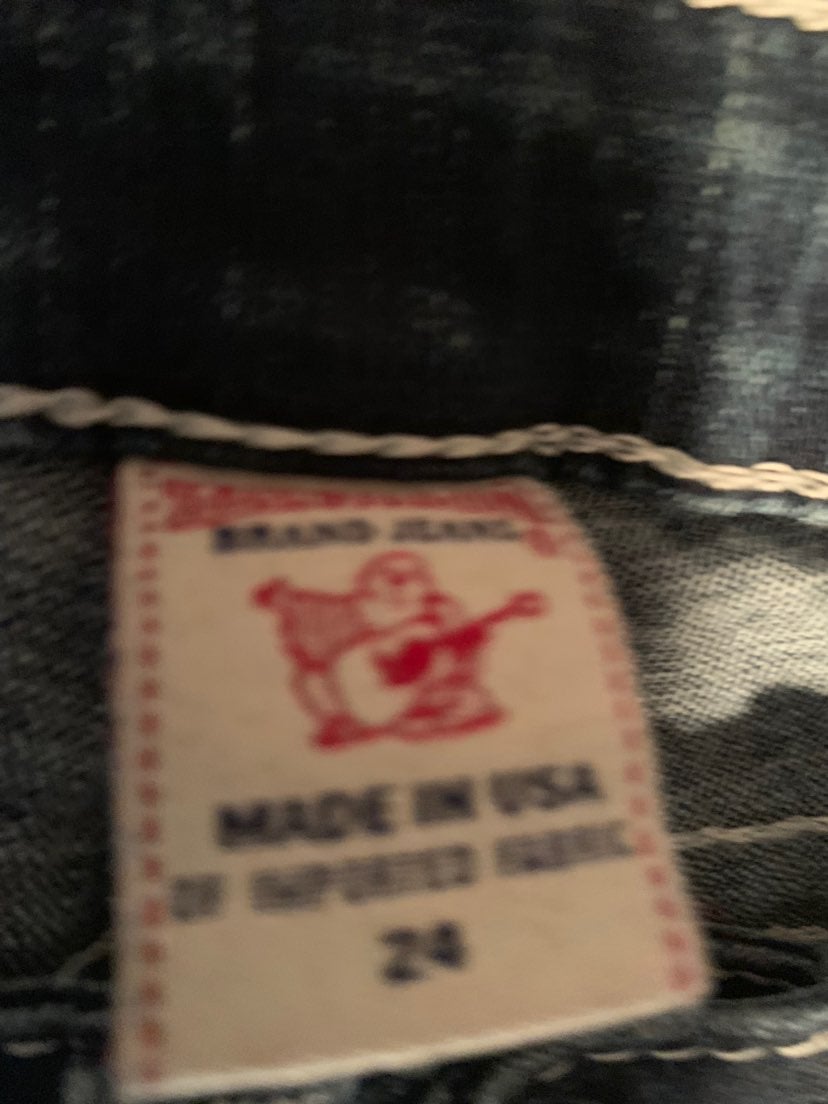 BRAND JEANS
MADE IN USA
OF IMPORTED FABRIC
24